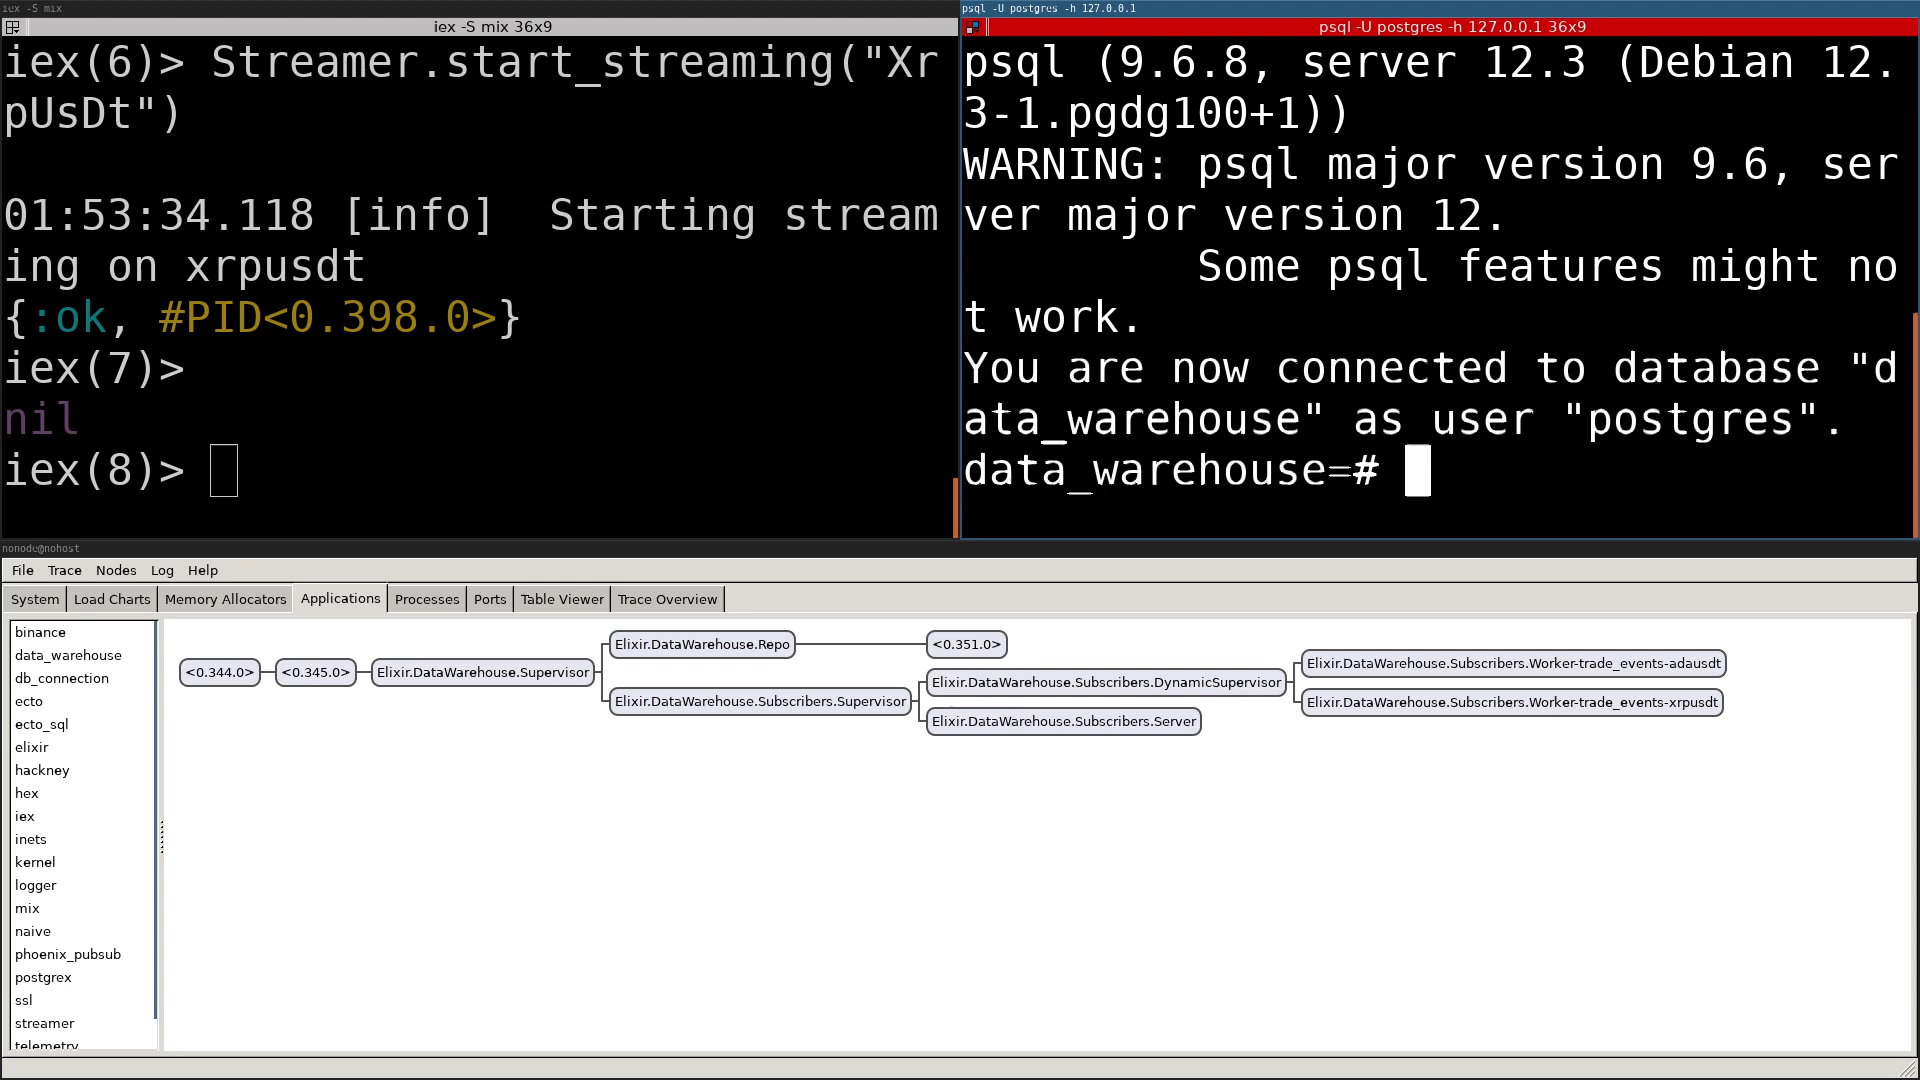 iex -S mix
iex -S mix 36x9
iex(6)> Streamer.start_streaming("Xr
pUsDt")
01:53:34.118 [info]  Starting stream
ing on xrpusdt
{:ok, #PID<0.398.0>}
iex(7)>
nil
iex(8)>
psql -U postgres -h 127.0.0.1
psql -U postgres -h 127.0.0.1 36x9
psql (9.6.8, server 12.3 (Debian 12.
3-1.pgdg100+1))
WARNING: psql major version 9.6, ser
ver major version 12.
Some psql features might no
t work.
You are now connected to database "d
ata_warehouse" as user "postgres".
data_warehouse=#
nonode@nohost
File Trace Nodes Log Help
System Load Charts Memory Allocators Applications Processes Ports Table Viewer Trace Overview
binance
data_warehouse
db_connection
ecto
ecto_sql
elixir
hackney
hex
iex
inets
kernel
logger
mix
naive
phoenix_pubsub
postgrex
ssl
streamer
telemetry
<0.344.0>
<0.345.0>
Elixir.DataWarehouse.Supervisor
Elixir.DataWarehouse.Repo
<0.351.0>
Elixir.DataWarehouse.Subscribers.Supervisor
Elixir.DataWarehouse.Subscribers.DynamicSupervisor
Elixir.DataWarehouse.Subscribers.Server
Elixir.DataWarehouse.Subscribers.Worker-trade_events-adausdt
Elixir.DataWarehouse.Subscribers.Worker-trade_events-xrpusdt